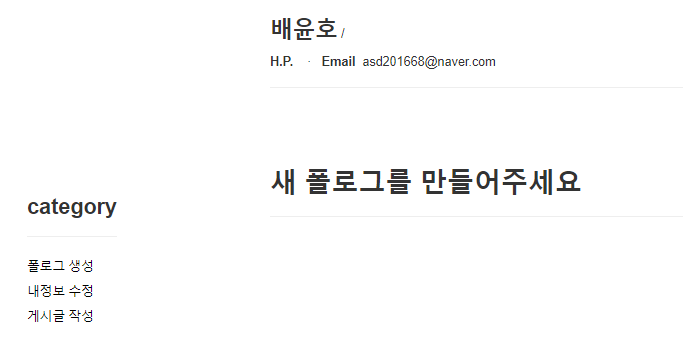 배윤호 /
H.P. · Email asd201668@naver.com
새 폴로그를 만들어주세요
category
폴로그 생성
내정보 수정
게시글 작성